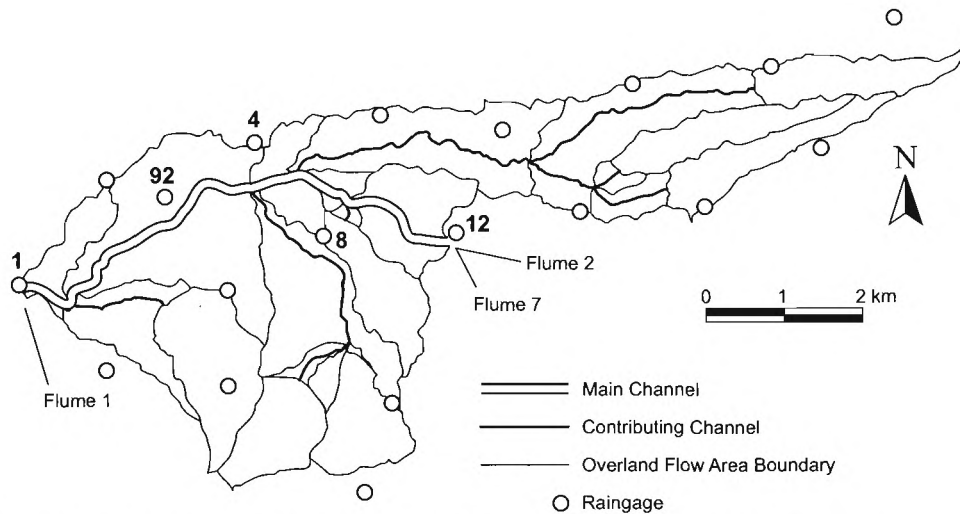 4
92
N
12
8
1
Flume 2
0 1 2 km
Flume 7
Flume 1
Main Channel
Contributing Channel
Overland Flow Area Boundary
Raingage